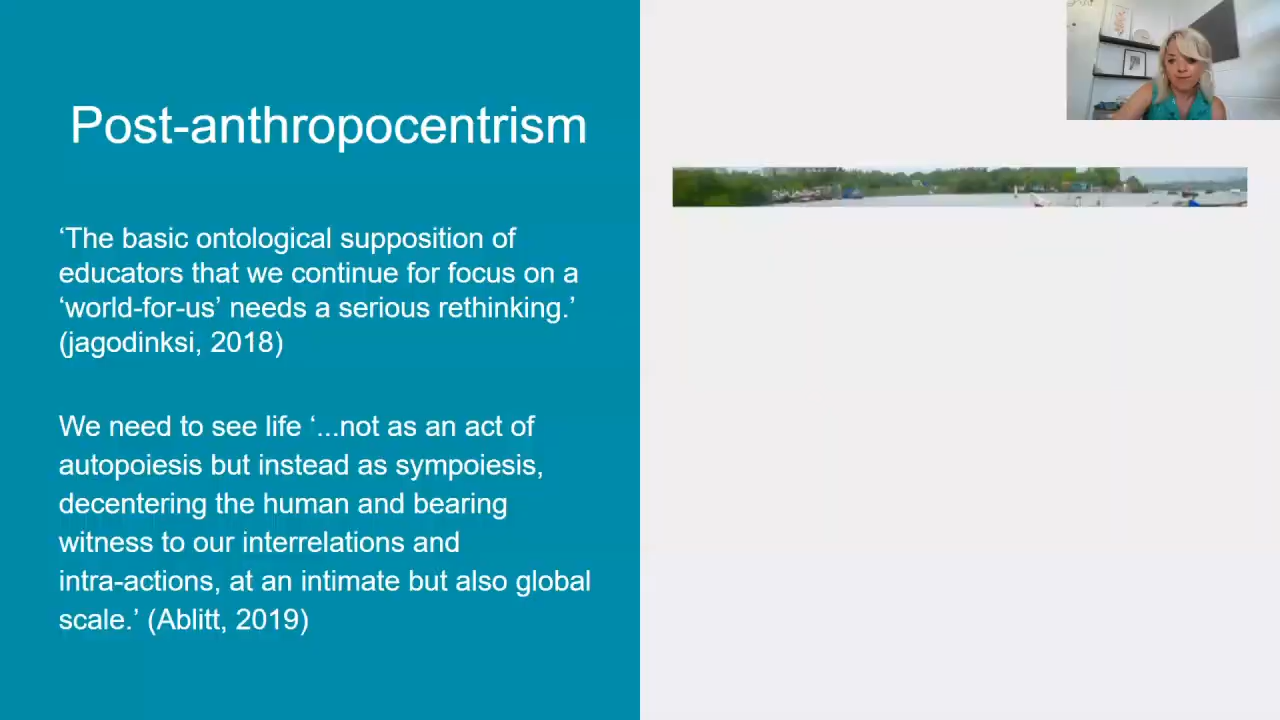 Post-anthropocentrism
‘The basic ontological supposition of
educators that we continue for focus on a
‘world-for-us’ needs a serious rethinking.’
(jagodinksi, 2018)
We need to see life ‘...not as an act of
autopoiesis but instead as sympoiesis,
decentering the human and bearing
witness to our interrelations and
intra-actions, at an intimate but also global
scale.’ (Ablitt, 2019)